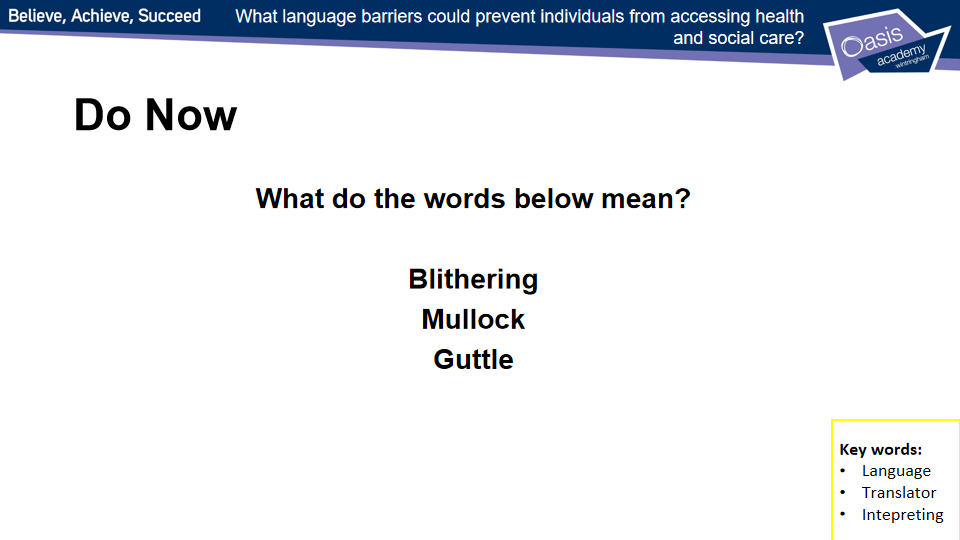 Believe, Achieve, Succeed
What language barriers could prevent individuals from accessing health
and social care?
Oasis
academy
wintringham
Do Now
What do the words below mean?
Blithering
Mullock
Guttle
Key words:
• Language
• Translator
• Intepreting